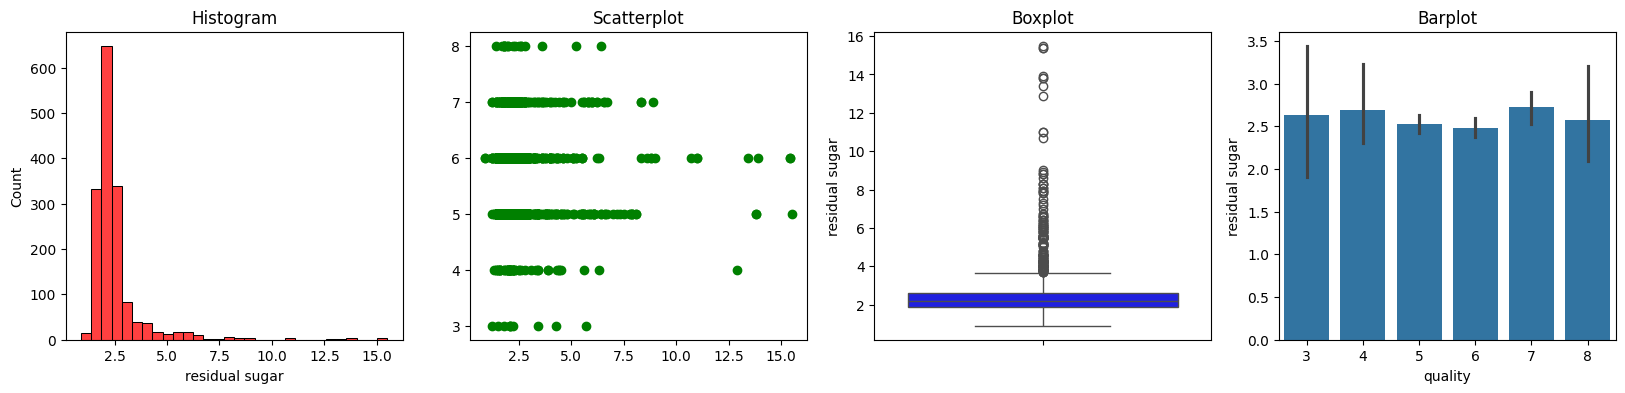 Histogram
Count
600
500
400
300
200
100
0
2.5 5.0 7.5 10.0 12.5 15.0
residual sugar
Scatterplot
8
7
6
5
4
3
2.5 5.0 7.5 10.0 12.5 15.0
Boxplot
residual sugar
16
14
12
10
8
6
4
2
Barplot
residual sugar
3.5
3.0
2.5
2.0
1.5
1.0
0.5
0.0
3 4 5 6 7 8
quality